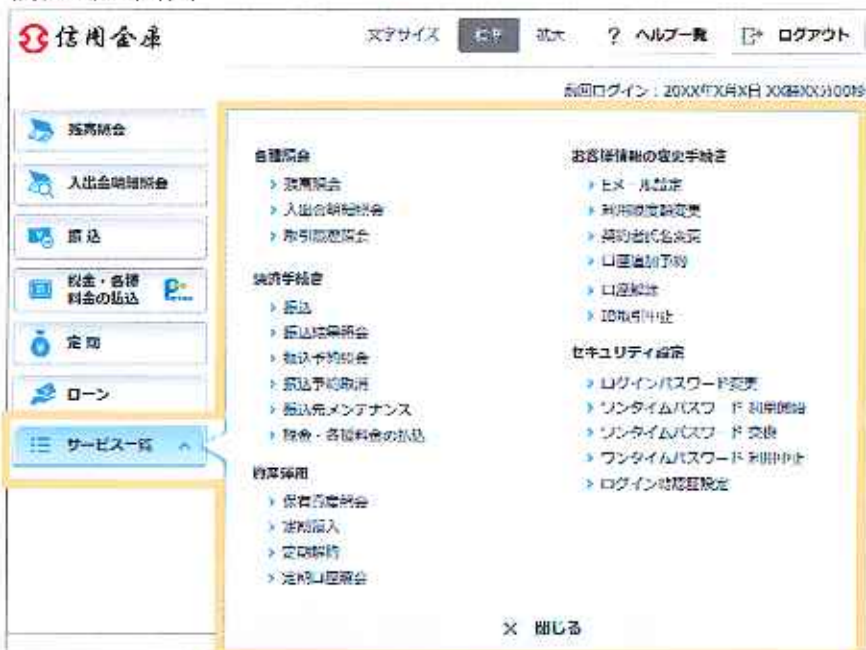 信用金庫
文字サイズ 標準 拡大 ? ヘルプ一覧 ログアウト
前回ログイン：20XX年X月X日 XX時XX分00秒
残高照会
入出金明細照会
振込
税金・各種
料金の払込
定期
ローン
サービス一覧
各種照会
残高照会
入出金明細照会
取引履歴照会
決済手続き
振込
振込結果照会
振込予約照会
振込予約取消
振込先メンテナンス
税金・各種料金の払込
資産運用
保有資産照会
定期預入
定期解約
定期口座照会
お客様情報の変更手続き
Eメール設定
利用限度額変更
契約者氏名変更
口座追加予約
口座解除
IB取引中止
セキュリティ設定
ログインパスワード変更
ワンタイムパスワード 利用開始
ワンタイムパスワード 交換
ワンタイムパスワード 利用中止
ログイン時認証設定
× 閉じる